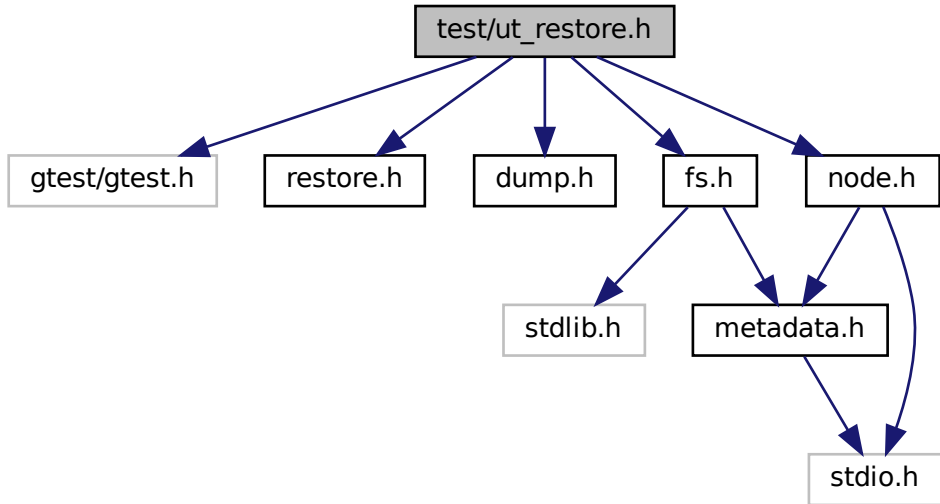 test/ut_restore.h
gtest/gtest.h
restore.h
dump.h
fs.h
node.h
stdlib.h
metadata.h
stdio.h